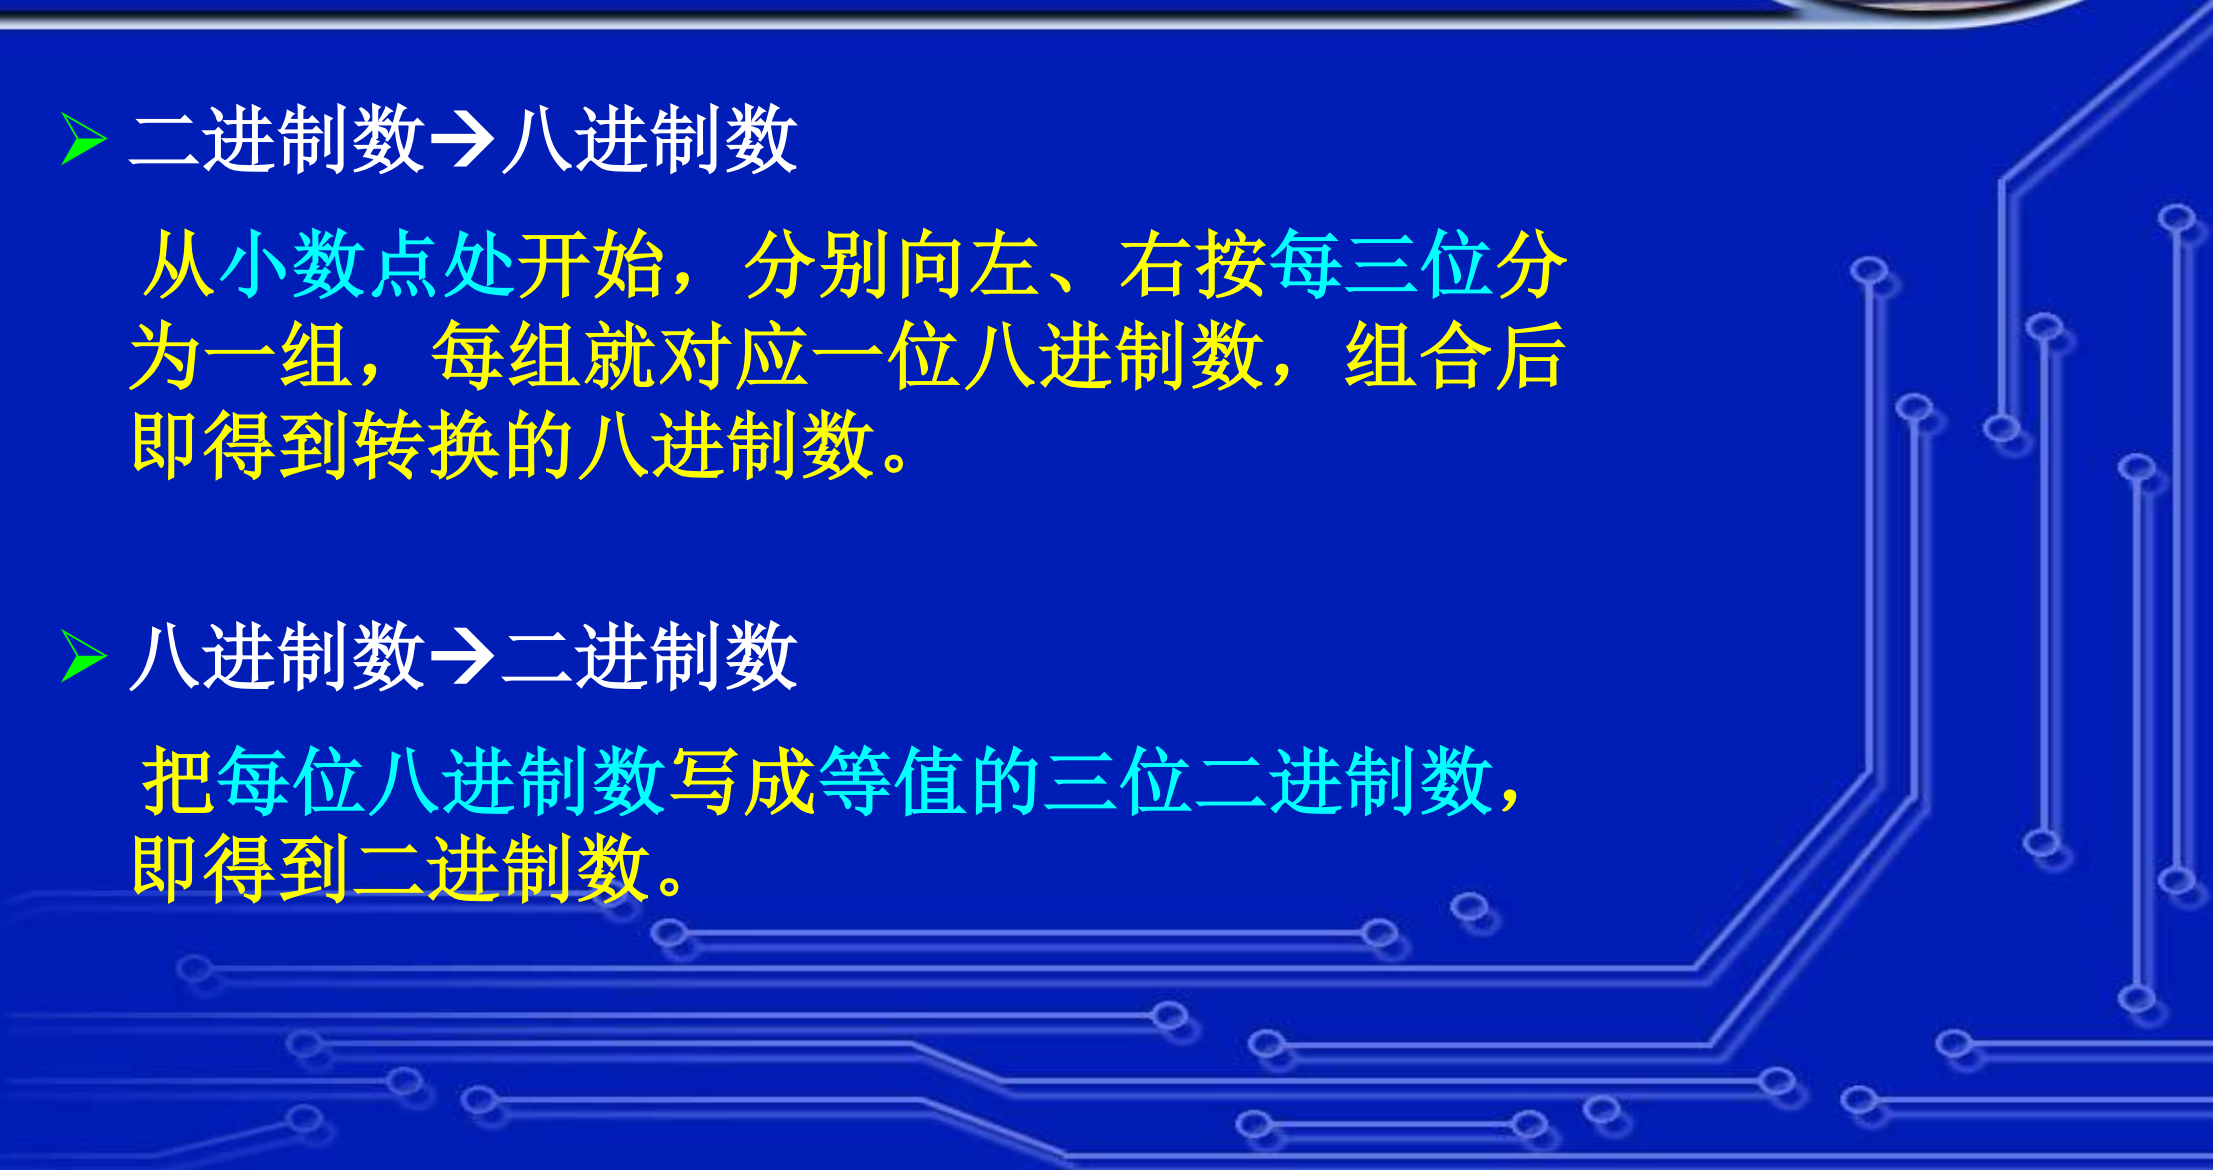 ➢ 二进制数→八进制数
从小数点处开始，分别向左、右按每三位分
为一组，每组就对应一位八进制数，组合后
即得到转换的八进制数。
➢ 八进制数→二进制数
把每位八进制数写成等值的三位二进制数，
即得到二进制数。